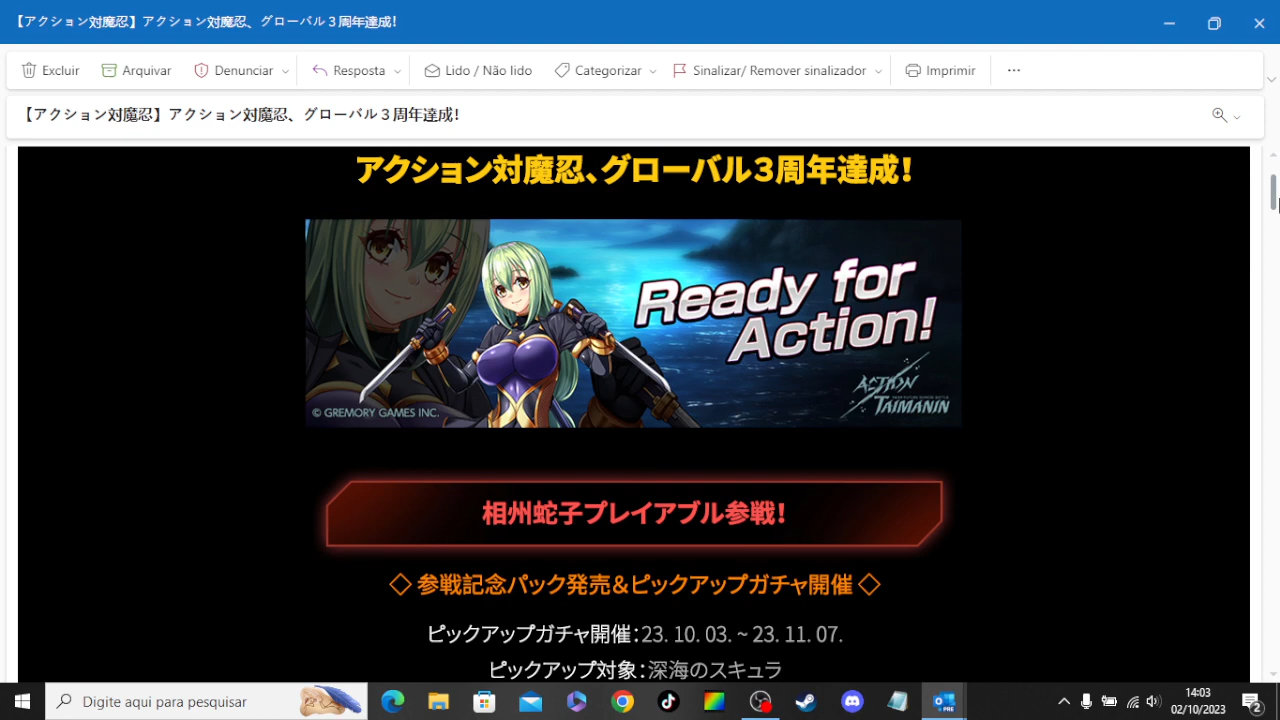 【アクション対魔忍】アクション対魔忍、グローバル３周年達成!
Excluir
Arquivar
Denunciar
Resposta
Lido / Não lido
Categorizar
Sinalizar/ Remover sinalizador
Imprimir
【アクション対魔忍】アクション対魔忍、グローバル３周年達成!
アクション対魔忍、グローバル3周年達成!
Ready for
Action!
ACTION
TAIMANIN
© GREMORY GAMES INC.
相州蛇子プレイアブル参戦!
◇ 参戦記念パック発売＆ピックアップガチャ開催 ◇
ピックアップガチャ開催：23. 10. 03. ~ 23. 11. 07.
ピックアップ対象：深海のスキュラ
Digite aqui para pesquisar
PRE
14:03
02/10/2023
2